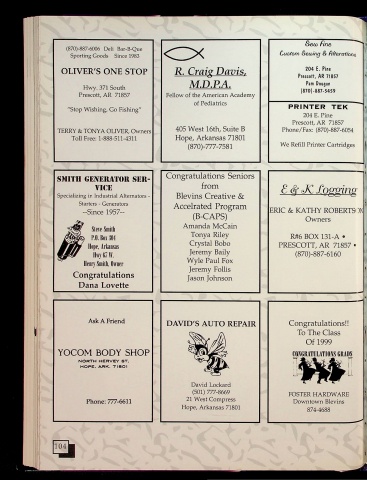 (870)-887-6006 Deli Bar-B-Que
Sporting Goods Since 1983
OLIVER'S ONE STOP
Hwy. 371 South
Prescott, AR 71857
"Stop Wishing, Go Fishing"
TERRY & TONYA OLIVER, Owners
Toll Free: 1-888-511-4311
R. Craig Davis,
M.D.P.A.
Fellow of the American Academy
of Pediatrics
405 West 16th, Suite B
Hope, Arkansas 71801
(870)-777-7581
Sew Fine
Custom Sewing & Alterations
204 E. Pine
Prescott, AR 71857
Pam Dougan
(870)-887-5459
PRINTER TEK
204 E. Pine
Prescott, AR 71857
Phone/Fax: (870)-887-6054
We Refill Printer Cartridges
SMITH GENERATOR SER-
VICE
Specializing in Industrial Alternators -
Starters - Generators
--Since 1957--
Steve Smith
P.O. Box 104
Hope, Arkansas
Hwy 67 W.
Henry Smith, Owner
Congratulations
Dana Lovette
Congratulations Seniors
from
Blevins Creative &
Accelrated Program
(B-CAPS)
Amanda McCain
Tonya Riley
Crystal Bobo
Jeremy Baily
Wyle Paul Fox
Jeremy Follis
Jason Johnson
E & K Logging
ERIC & KATHY ROBERTSON
Owners
R#6 BOX 131-A •
PRESCOTT, AR 71857 •
(870)-887-6160
Ask A Friend
YOCOM BODY SHOP
NORTH HERVEY ST.
HOPE, ARK. 71801
Phone: 777-6611
DAVID'S AUTO REPAIR
David Lockard
(501) 777-8669
21 West Compress
Hope, Arkansas 71801
Congratulations!!
To The Class
Of 1999
CONGRATULATIONS GRADS
FOSTER HARDWARE
Downtown Blevins
874-4688
104